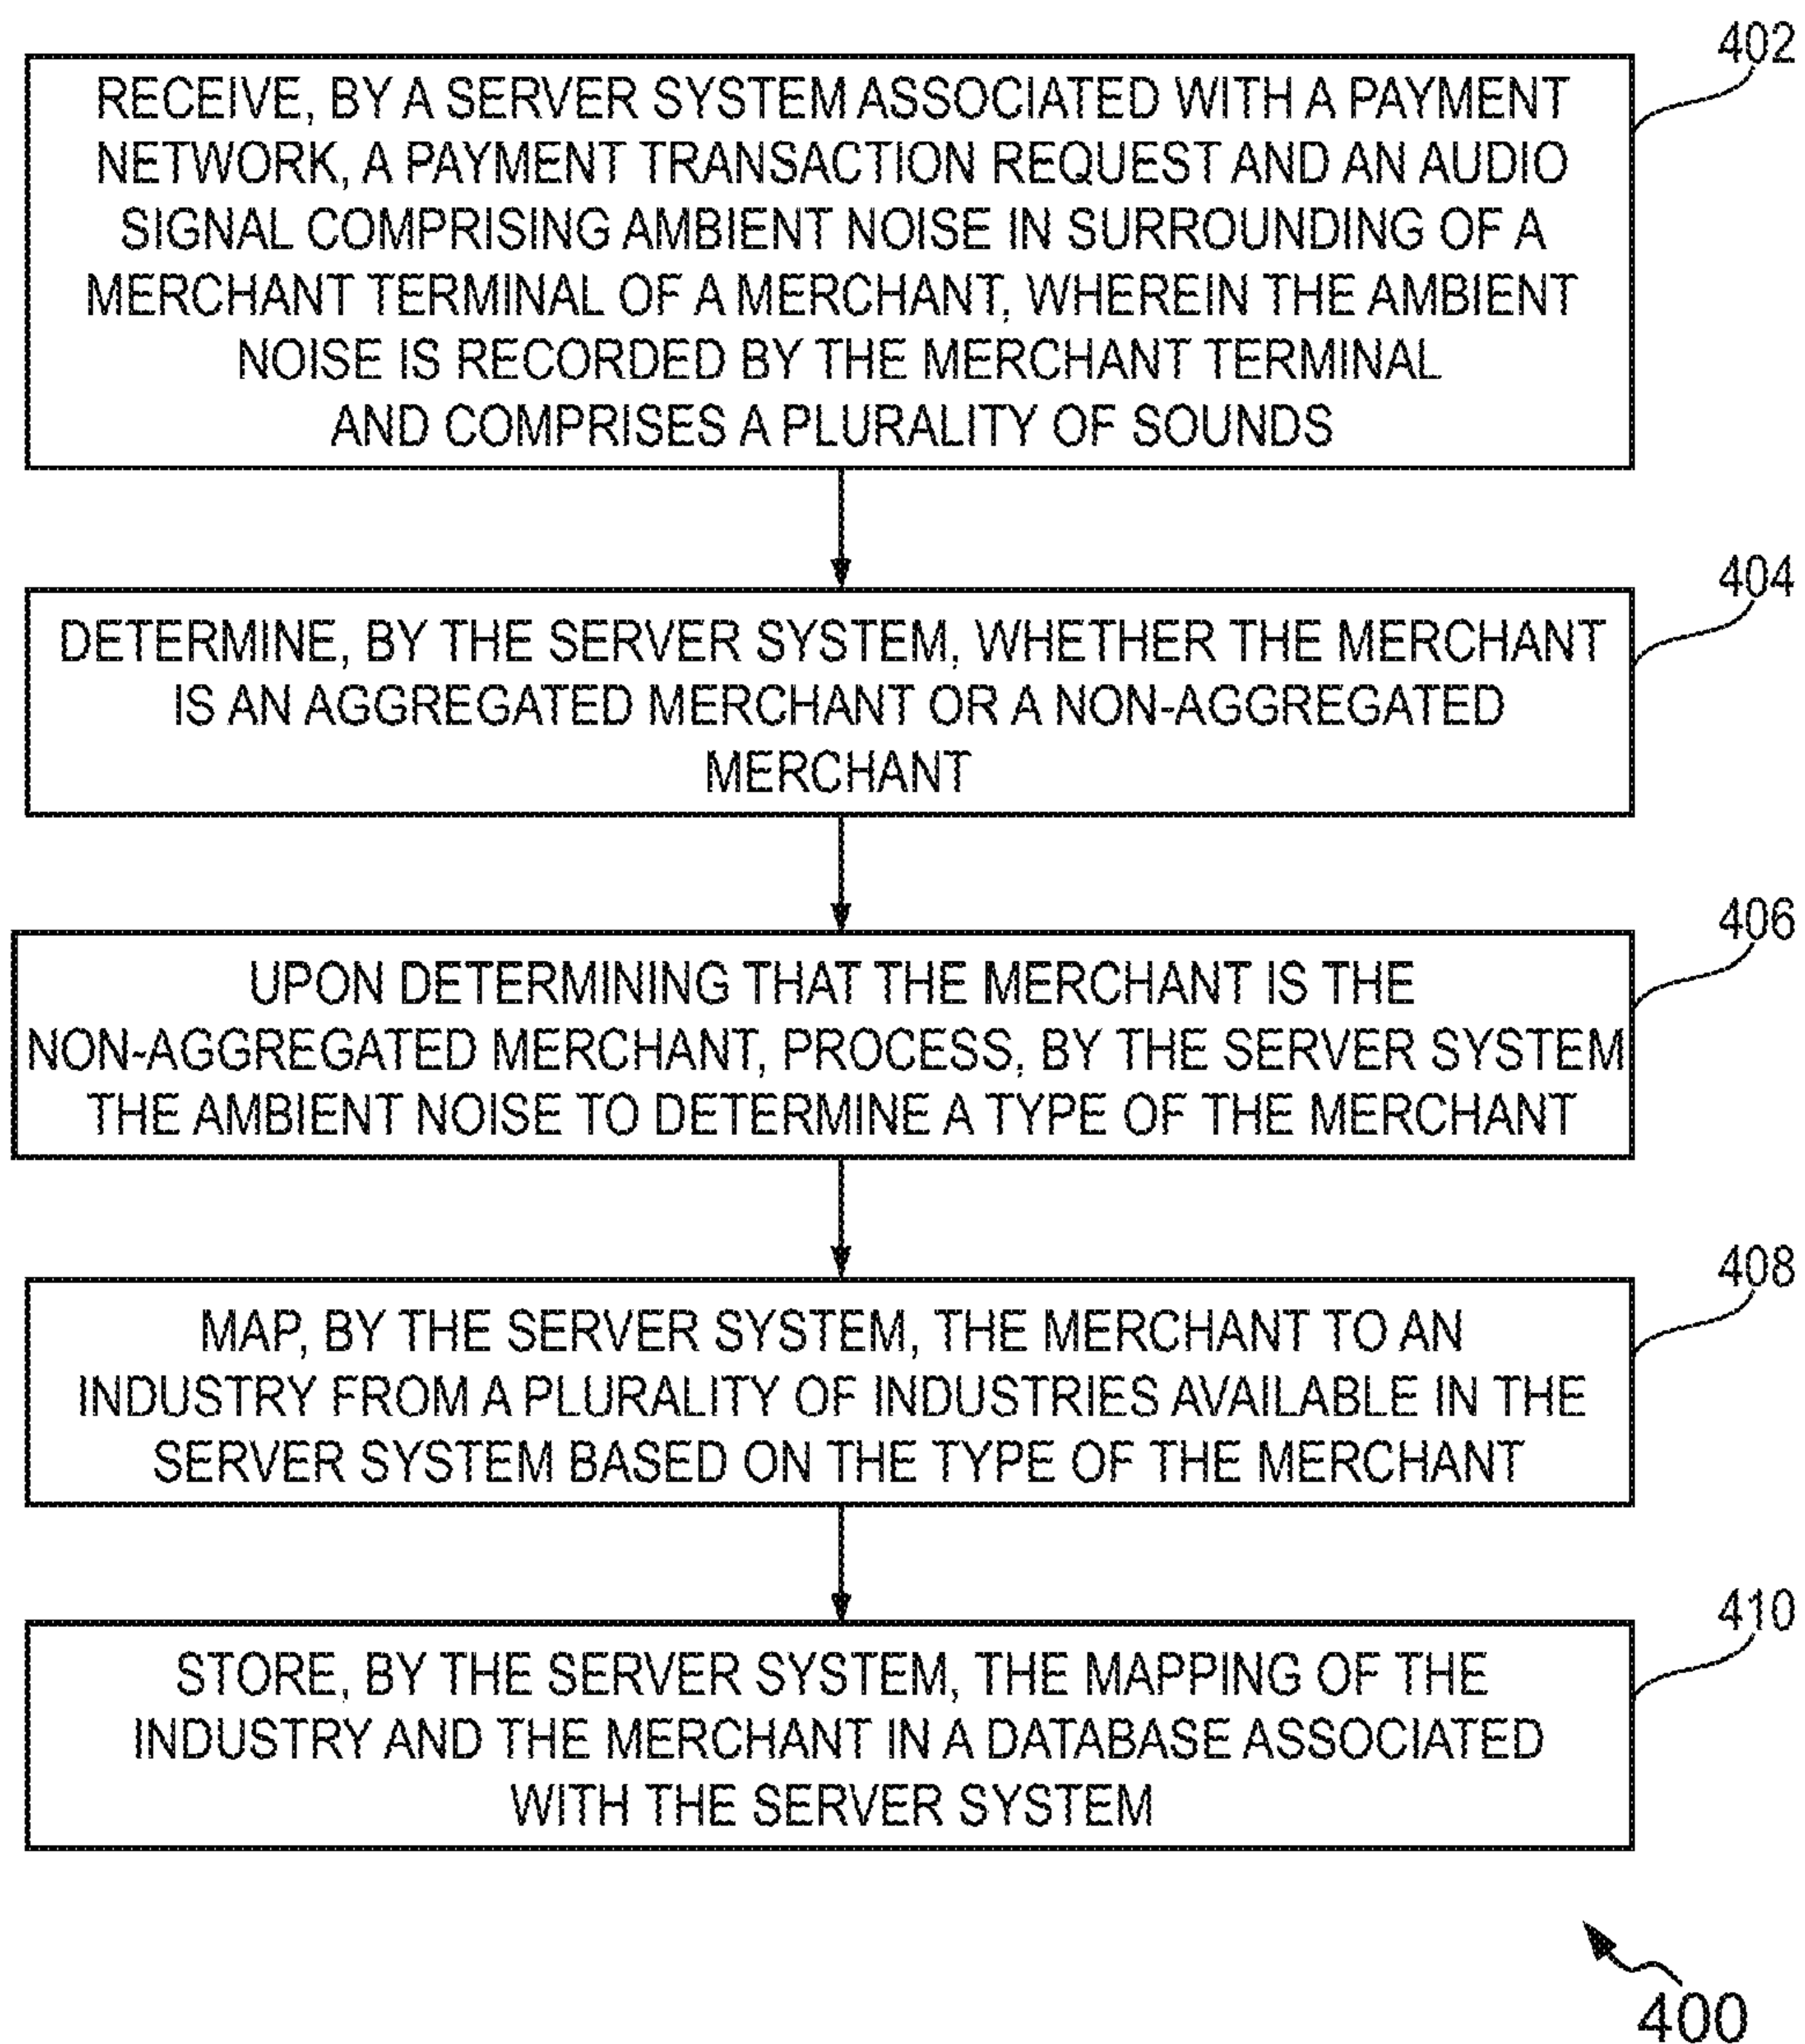 402
RECEIVE, BY A SERVER SYSTEM ASSOCIATED WITH A PAYMENT
NETWORK, A PAYMENT TRANSACTION REQUEST AND AN AUDIO
SIGNAL COMPRISING AMBIENT NOISE IN SURROUNDING OF A
MERCHANT TERMINAL OF A MERCHANT, WHEREIN THE AMBIENT
NOISE IS RECORDED BY THE MERCHANT TERMINAL
AND COMPRISES A PLURALITY OF SOUNDS
404
DETERMINE, BY THE SERVER SYSTEM, WHETHER THE MERCHANT
IS AN AGGREGATED MERCHANT OR A NON-AGGREGATED
MERCHANT
406
UPON DETERMINING THAT THE MERCHANT IS THE
NON-AGGREGATED MERCHANT, PROCESS, BY THE SERVER SYSTEM
THE AMBIENT NOISE TO DETERMINE A TYPE OF THE MERCHANT
408
MAP, BY THE SERVER SYSTEM, THE MERCHANT TO AN
INDUSTRY FROM A PLURALITY OF INDUSTRIES AVAILABLE IN THE
SERVER SYSTEM BASED ON THE TYPE OF THE MERCHANT
410
STORE, BY THE SERVER SYSTEM, THE MAPPING OF THE
INDUSTRY AND THE MERCHANT IN A DATABASE ASSOCIATED
WITH THE SERVER SYSTEM
400